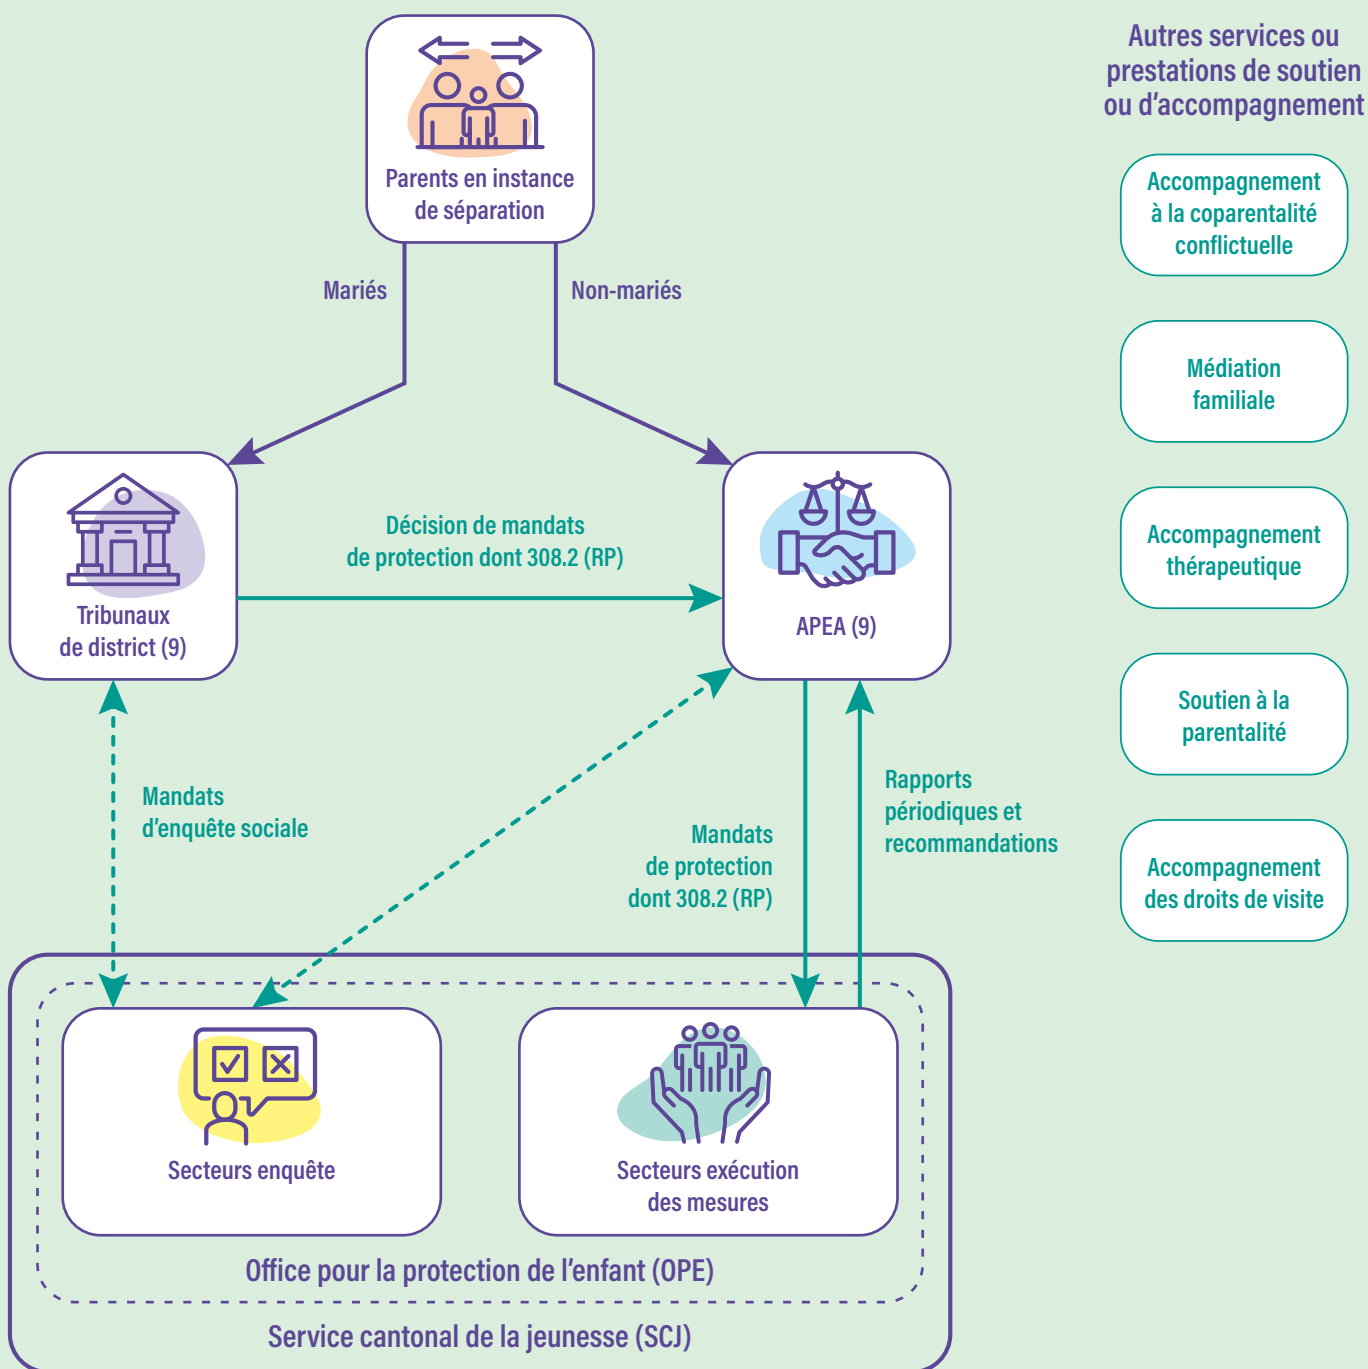 Parents en instance
de séparation
Mariés
Non-mariés
Tribunaux
de district (9)
Décision de mandats
de protection dont 308.2 (RP)
APEA (9)
Mandats
d’enquête sociale
Mandats
de protection
dont 308.2 (RP)
Rapports
périodiques et
recommandations
Secteurs enquête
Secteurs exécution
des mesures
Office pour la protection de l’enfant (OPE)
Service cantonal de la jeunesse (SCJ)
Autres services ou
prestations de soutien
ou d’accompagnement
Accompagnement
à la coparentalité
conflictuelle
Médiation
familiale
Accompagnement
thérapeutique
Soutien à la
parentalité
Accompagnement
des droits de visite